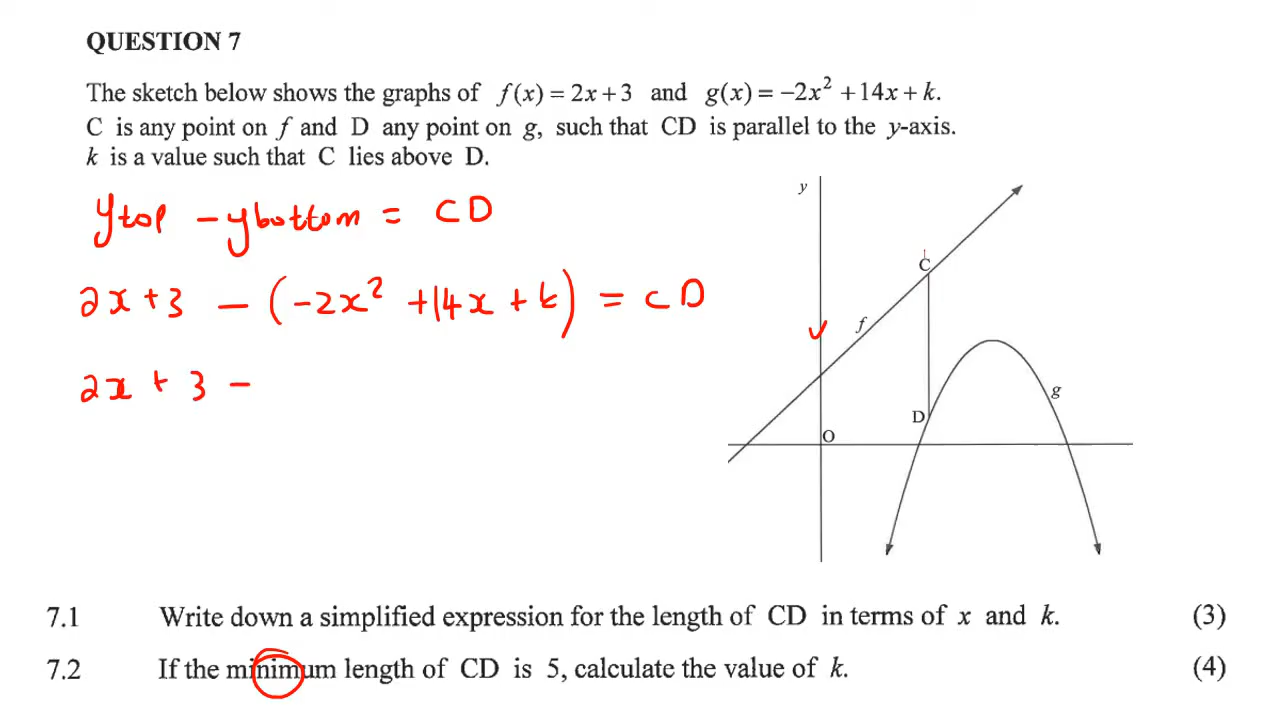 QUESTION 7
The sketch below shows the graphs of f(x) = 2x + 3 and g(x) = −2x² + 14x + k.
C is any point on f and D any point on g, such that CD is parallel to the y-axis.
k is a value such that C lies above D.
ytop − ybottom = CD
2x + 3 − (−2x² + 14x + k) = CD
2x + 3 −
y
C
f
D
g
O
7.1 Write down a simplified expression for the length of CD in terms of x and k. (3)
7.2 If the minimum length of CD is 5, calculate the value of k. (4)